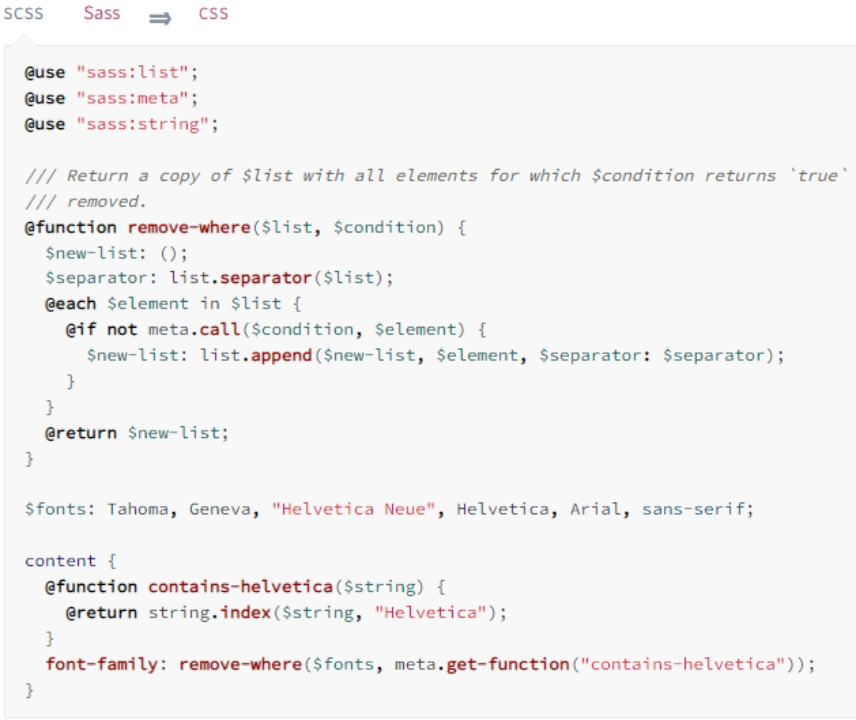 SCSS Sass ⇒ CSS
@use "sass:list";
@use "sass:meta";
@use "sass:string";
/// Return a copy of $list with all elements for which $condition returns `true`
/// removed.
@function remove-where($list, $condition) {
  $new-list: ();
  $separator: list.separator($list);
  @each $element in $list {
    @if not meta.call($condition, $element) {
      $new-list: list.append($new-list, $element, $separator: $separator);
    }
  }
  @return $new-list;
}
$fonts: Tahoma, Geneva, "Helvetica Neue", Helvetica, Arial, sans-serif;
content {
  @function contains-helvetica($string) {
    @return string.index($string, "Helvetica");
  }
  font-family: remove-where($fonts, meta.get-function("contains-helvetica"));
}